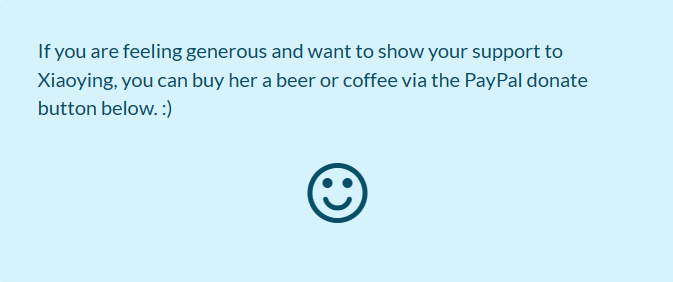 If you are feeling generous and want to show your support to
Xiaoying, you can buy her a beer or coffee via the PayPal donate
button below. :)